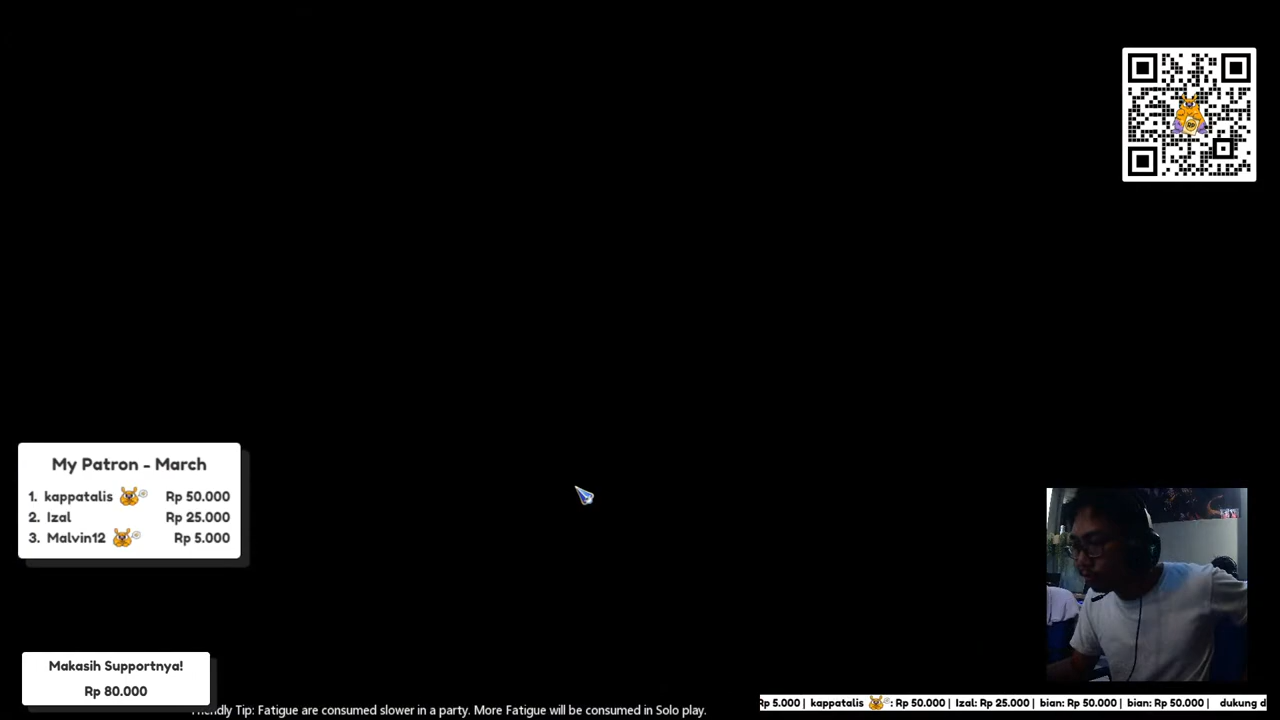 My Patron - March
1. kappatalis Rp 50.000
2. Izal Rp 25.000
3. Malvin12 Rp 5.000
Makasih Supportnya!
Rp 80.000
Friendly Tip: Fatigue are consumed slower in a party. More Fatigue will be consumed in Solo play.
Rp 5.000 | kappatalis : Rp 50.000 | Izal: Rp 25.000 | bian: Rp 50.000 | bian: Rp 50.000 | dukung d